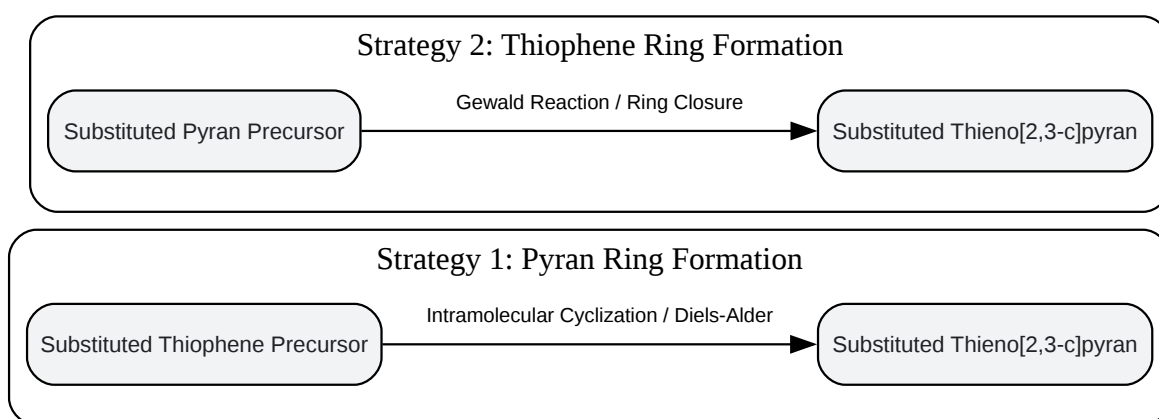 Strategy 2: Thiophene Ring Formation
Gewald Reaction / Ring Closure
Substituted Pyran Precursor
Substituted Thieno[2,3-c]pyran
Strategy 1: Pyran Ring Formation
Intramolecular Cyclization / Diels-Alder
Substituted Thiophene Precursor
Substituted Thieno[2,3-c]pyran